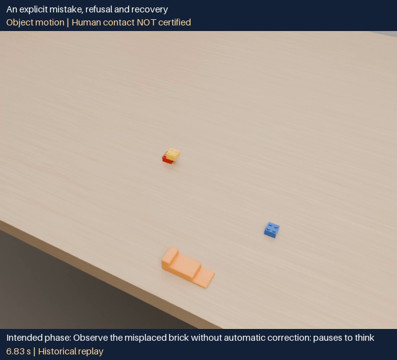 An explicit mistake, refusal and recovery
Object motion | Human contact NOT certified
Intended phase: Observe the misplaced brick without automatic correction: pauses to think
6.83 s | Historical replay